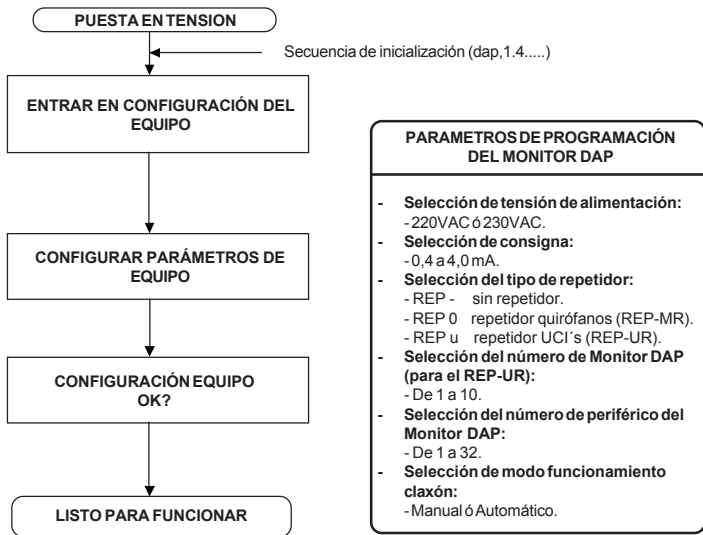 PUESTA EN TENSION
Secuencia de inicialización (dap,1.4.....)
ENTRAR EN CONFIGURACIÓN DEL
EQUIPO
CONFIGURAR PARÁMETROS DE
EQUIPO
CONFIGURACIÓN EQUIPO
OK?
LISTO PARA FUNCIONAR
PARAMETROS DE PROGRAMACIÓN
DEL MONITOR DAP
- Selección de tensión de alimentación:
- 220VAC ó 230VAC.
- Selección de consigna:
- 0,4 a 4,0 mA.
- Selección del tipo de repetidor:
- REP - sin repetidor.
- REP 0 repetidor quirófanos (REP-MR).
- REP u repetidor UCI´s (REP-UR).
- Selección del número de Monitor DAP
(para el REP-UR):
- De 1 a 10.
- Selección del número de periférico del
Monitor DAP:
- De 1 a 32.
- Selección de modo funcionamiento
claxón:
- Manual ó Automático.